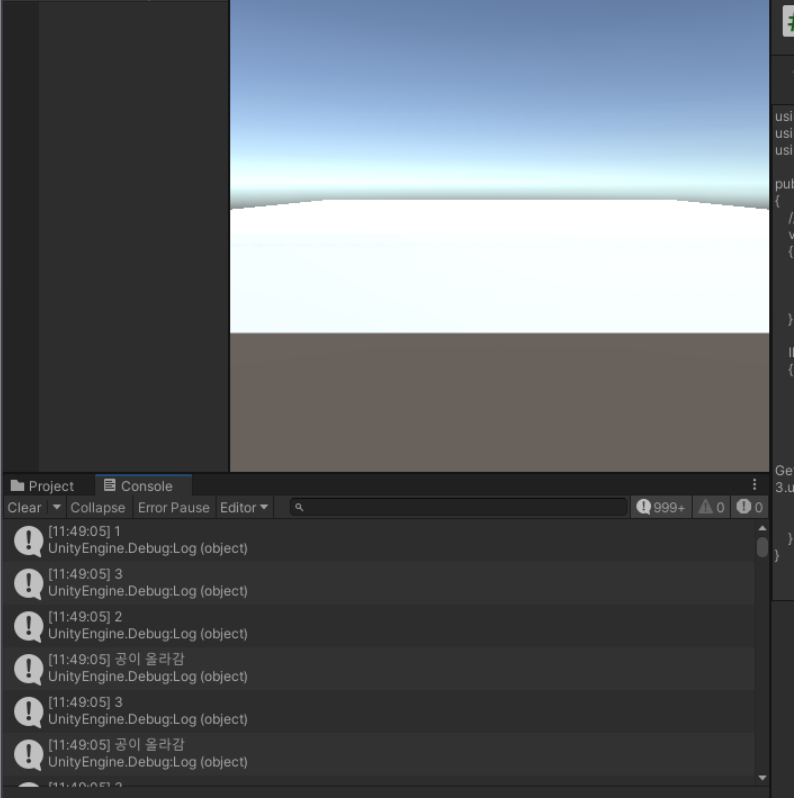 usi
usi
usi
pub
{
//
v
{
}
II
{
Ge
3.u
}
}
Project
Console
Clear Collapse Error Pause Editor 999+ 0 0
[11:49:05] 1
UnityEngine.Debug:Log (object)
[11:49:05] 3
UnityEngine.Debug:Log (object)
[11:49:05] 2
UnityEngine.Debug:Log (object)
[11:49:05] 공이 올라감
UnityEngine.Debug:Log (object)
[11:49:05] 3
UnityEngine.Debug:Log (object)
[11:49:05] 공이 올라감
UnityEngine.Debug:Log (object)